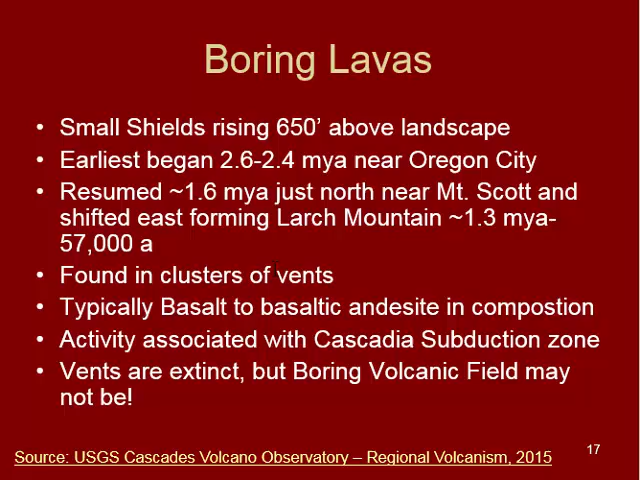 Boring Lavas
• Small Shields rising 650’ above landscape
• Earliest began 2.6-2.4 mya near Oregon City
• Resumed ~1.6 mya just north near Mt. Scott and
shifted east forming Larch Mountain ~1.3 mya-
57,000 a
• Found in clusters of vents
• Typically Basalt to basaltic andesite in compostion
• Activity associated with Cascadia Subduction zone
• Vents are extinct, but Boring Volcanic Field may
not be!
17
Source: USGS Cascades Volcano Observatory – Regional Volcanism, 2015